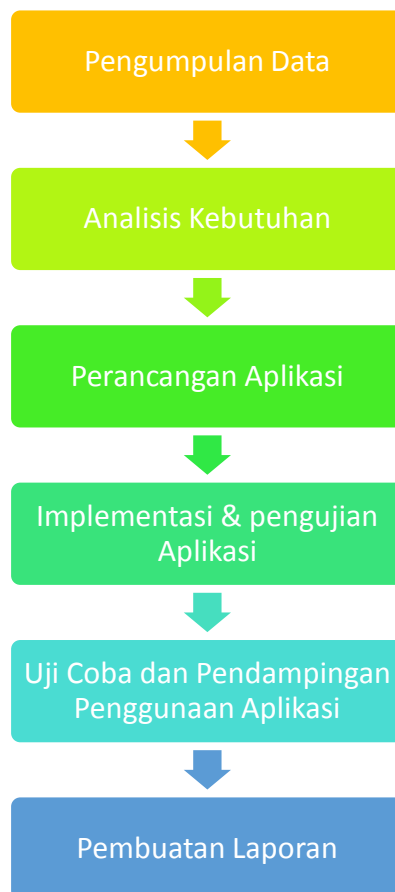 Pengumpulan Data
Analisis Kebutuhan
Perancangan Aplikasi
Implementasi & pengujian
Aplikasi
Uji Coba dan Pendampingan
Penggunaan Aplikasi
Pembuatan Laporan